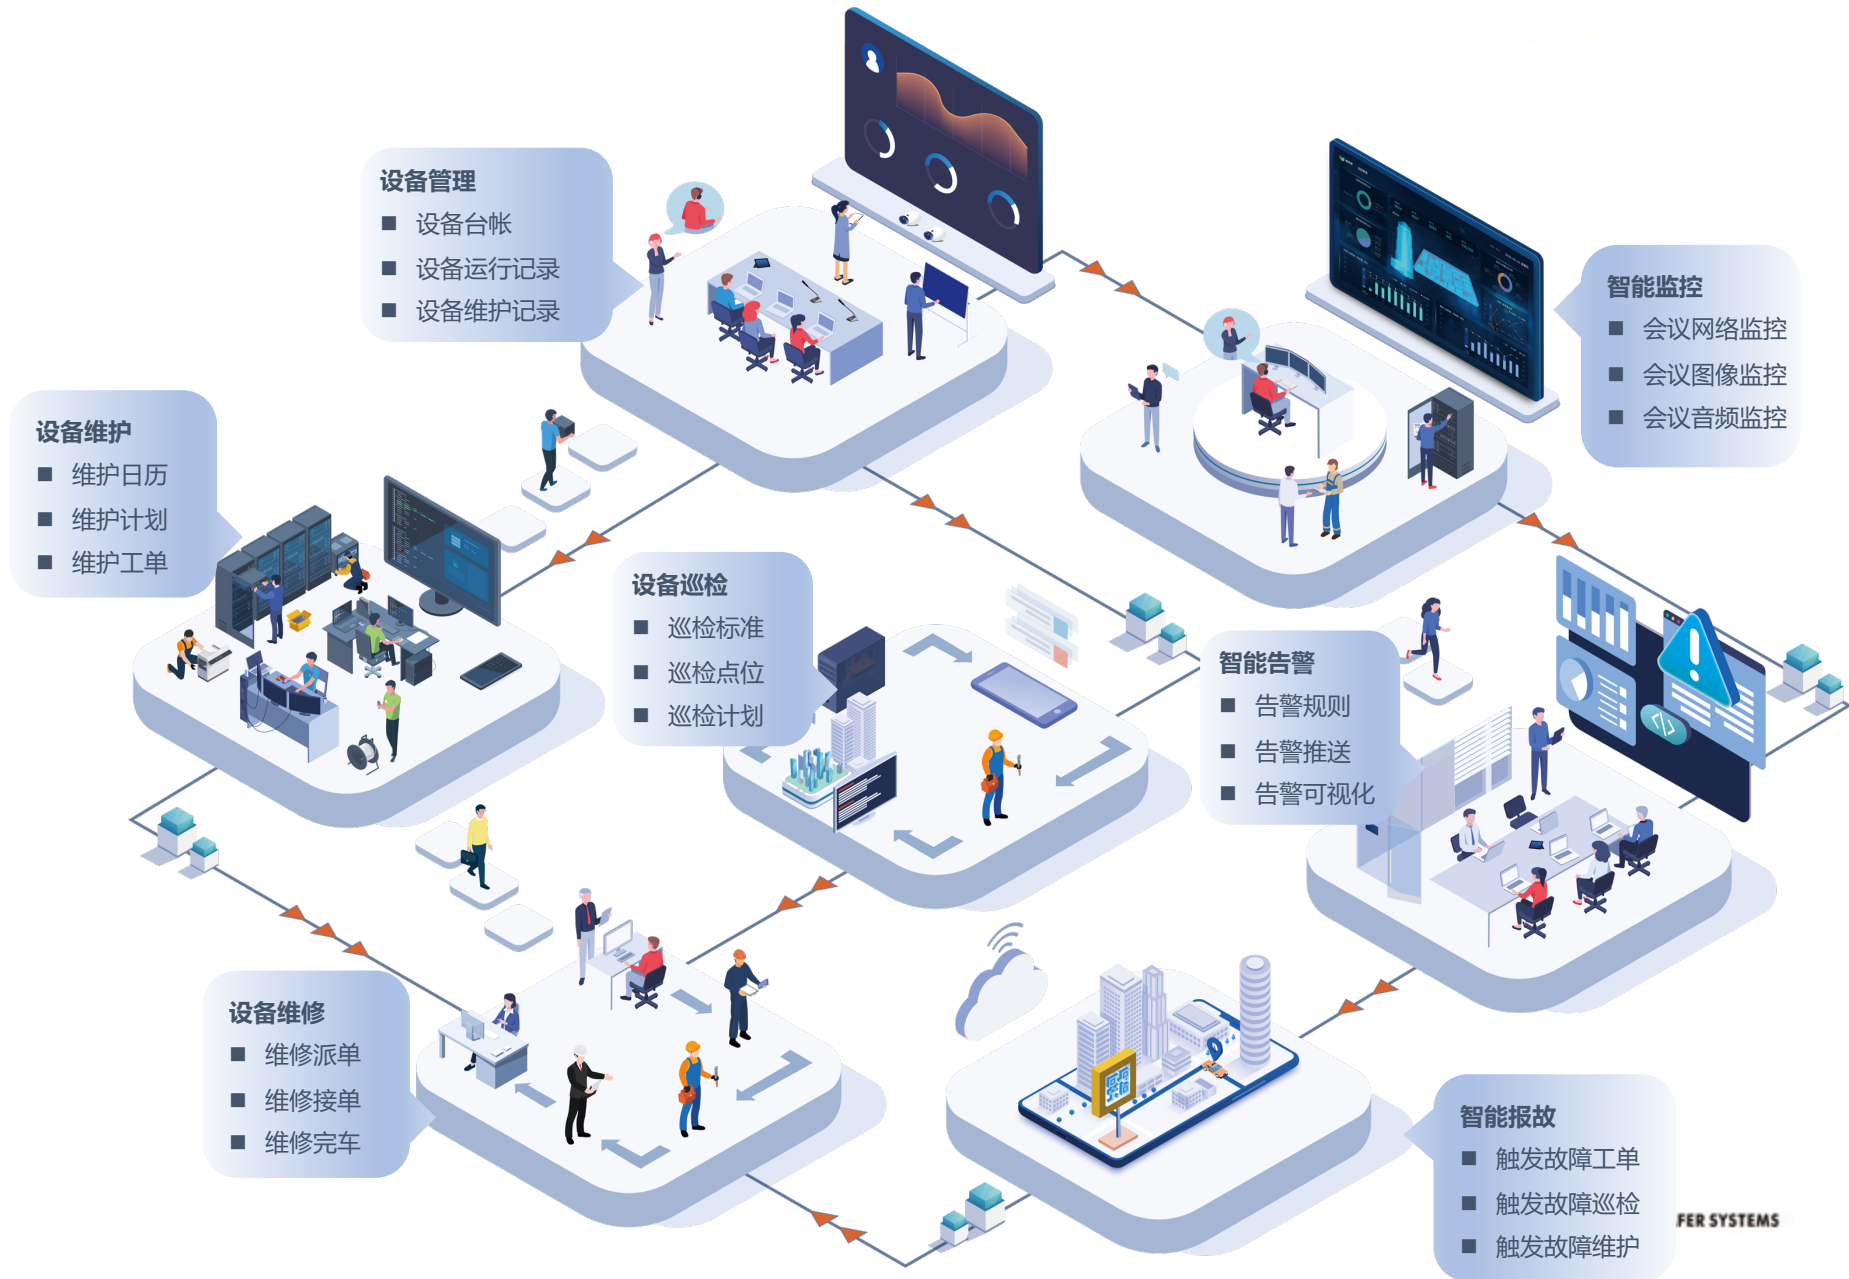 设备管理
设备台帐
设备运行记录
设备维护记录
智能监控
会议网络监控
会议图像监控
会议音频监控
设备维护
维护日历
维护计划
维护工单
设备巡检
巡检标准
巡检点位
巡检计划
智能告警
告警规则
告警推送
告警可视化
</>
设备维修
维修派单
维修接单
维修完车
智能报故
触发故障工单
触发故障巡检
触发故障维护
FER SYSTEMS